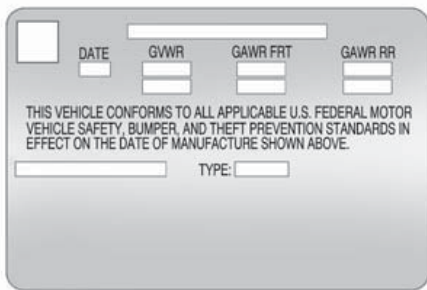 DATE GVWR GAWR FRT GAWR RR
THIS VEHICLE CONFORMS TO ALL APPLICABLE U.S. FEDERAL MOTOR
VEHICLE SAFETY, BUMPER, AND THEFT PREVENTION STANDARDS IN
EFFECT ON THE DATE OF MANUFACTURE SHOWN ABOVE.
TYPE: